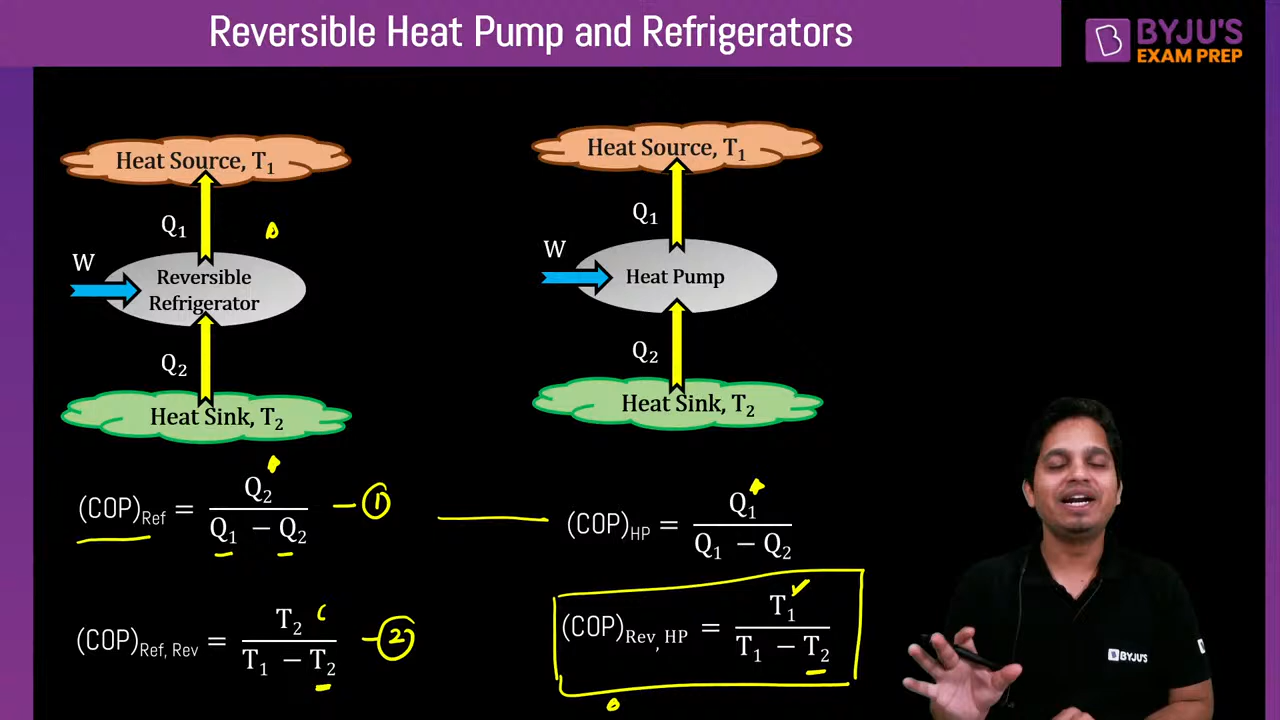 Reversible Heat Pump and Refrigerators
BYJU'S
EXAM PREP
Heat Source, T₁
Q₁
W
Reversible
Refrigerator
Q₂
Heat Sink, T₂
(COP)Ref = Q₂ / (Q₁ − Q₂) — ①
(COP)Ref, Rev = T₂ / (T₁ − T₂) — ②
Heat Source, T₁
Q₁
W
Heat Pump
Q₂
Heat Sink, T₂
(COP)HP = Q₁ / (Q₁ − Q₂)
(COP)Rev, HP = T₁ / (T₁ − T₂)
BYJU'S